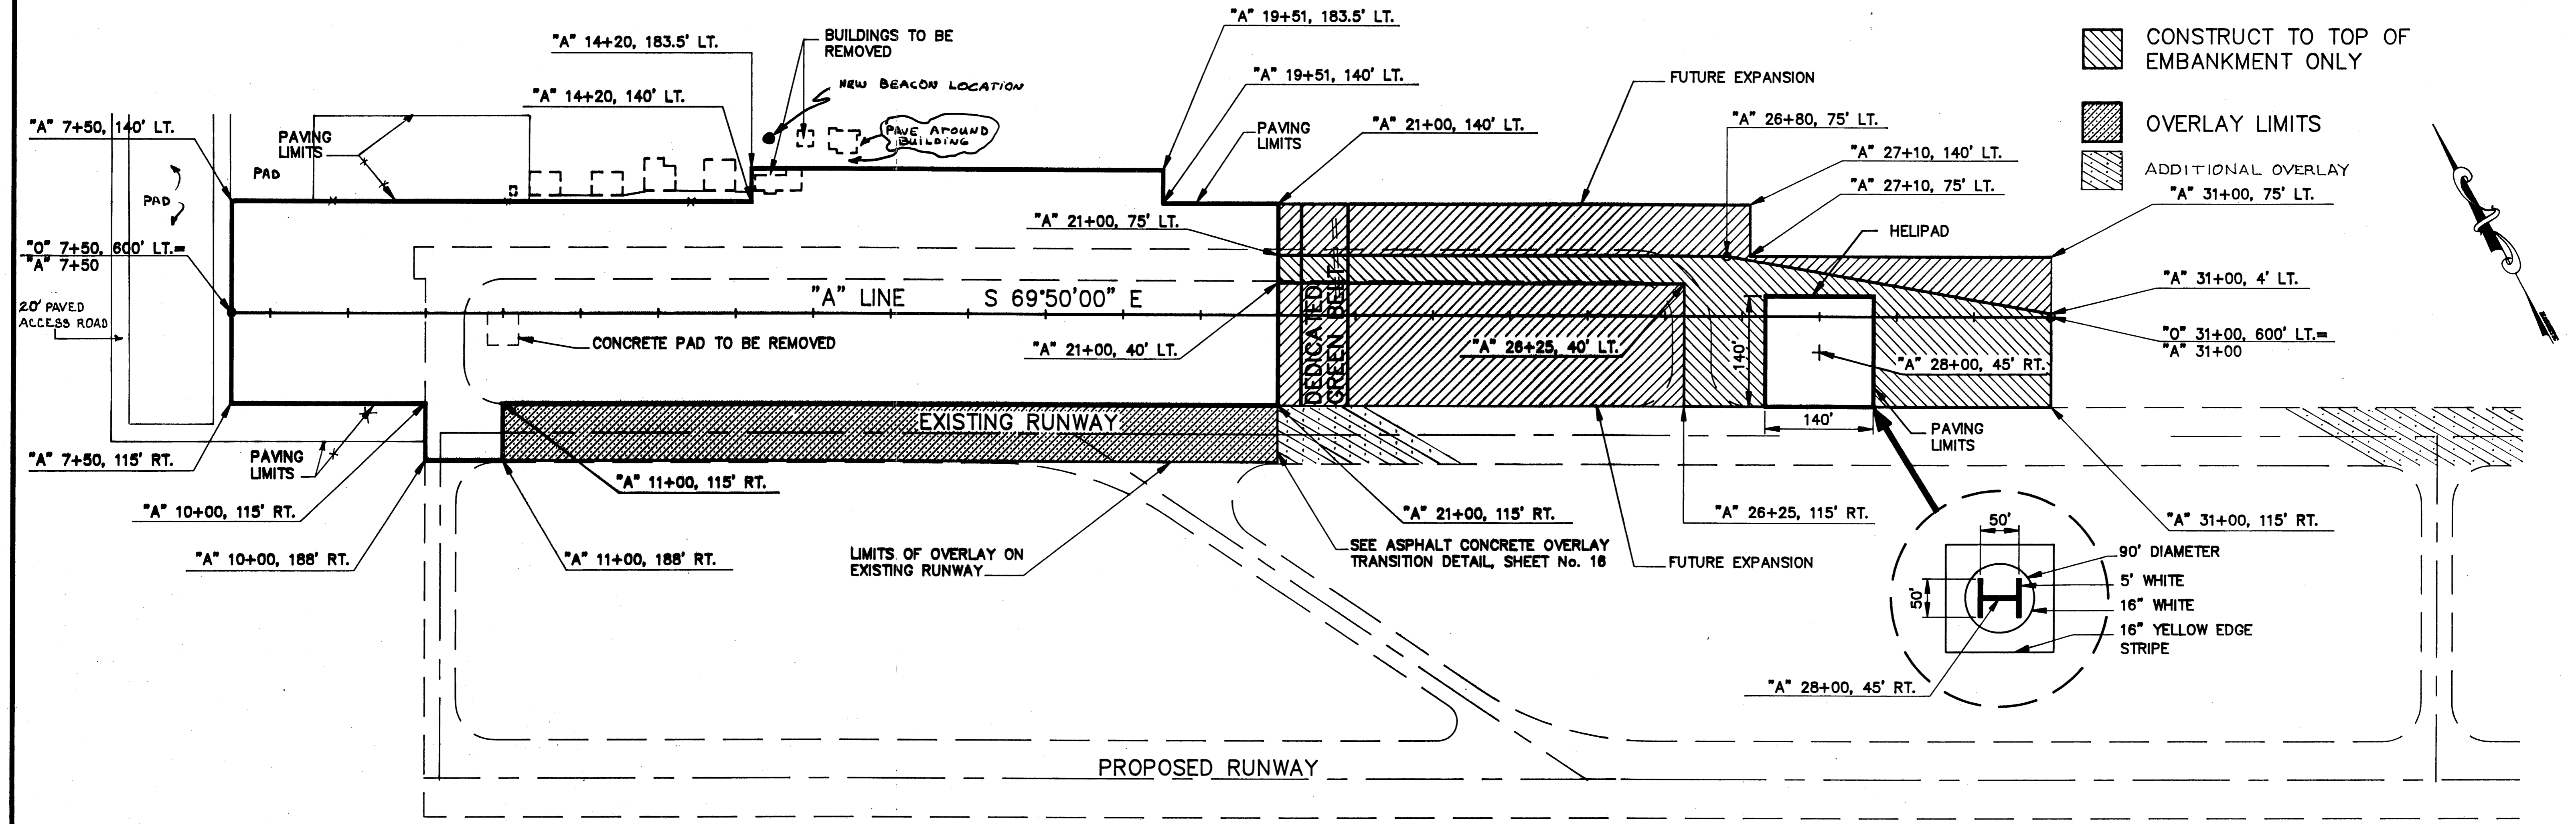 "A" 19+51, 183.5' LT.
"A" 14+20, 183.5' LT.
BUILDINGS TO BE
REMOVED
CONSTRUCT TO TOP OF
EMBANKMENT ONLY
"A" 19+51, 140' LT.
FUTURE EXPANSION
NEW BEACON LOCATION
"A" 14+20, 140' LT.
"A" 7+50, 140' LT.
PAVING
LIMITS
PAVE AROUND
BUILDING
PAVING
LIMITS
"A" 21+00, 140' LT.
"A" 26+80, 75' LT.
OVERLAY LIMITS
"A" 27+10, 140' LT.
PAD
ADDITIONAL OVERLAY
"A" 27+10, 75' LT.
"A" 31+00, 75' LT.
PAD
"A" 21+00, 75' LT.
HELIPAD
"O" 7+50, 600' LT.=
"A" 7+50
"A" 31+00, 4' LT.
"A" LINE S 69°50'00" E
DEDICATED
GREEN BELT
20' PAVED
ACCESS ROAD
"O" 31+00, 600' LT.=
"A" 31+00
CONCRETE PAD TO BE REMOVED
"A" 21+00, 40' LT.
"A" 26+25, 40' LT.
140'
"A" 28+00, 45' RT.
140'
EXISTING RUNWAY
PAVING
LIMITS
"A" 7+50, 115' RT.
PAVING
LIMITS
"A" 11+00, 115' RT.
"A" 10+00, 115' RT.
"A" 21+00, 115' RT.
"A" 26+25, 115' RT.
"A" 31+00, 115' RT.
"A" 10+00, 188' RT.
"A" 11+00, 188' RT.
LIMITS OF OVERLAY ON
EXISTING RUNWAY
SEE ASPHALT CONCRETE OVERLAY
TRANSITION DETAIL, SHEET No. 16
FUTURE EXPANSION
50'
90' DIAMETER
5' WHITE
50'
H
16" WHITE
16" YELLOW EDGE
STRIPE
"A" 28+00, 45' RT.
PROPOSED RUNWAY